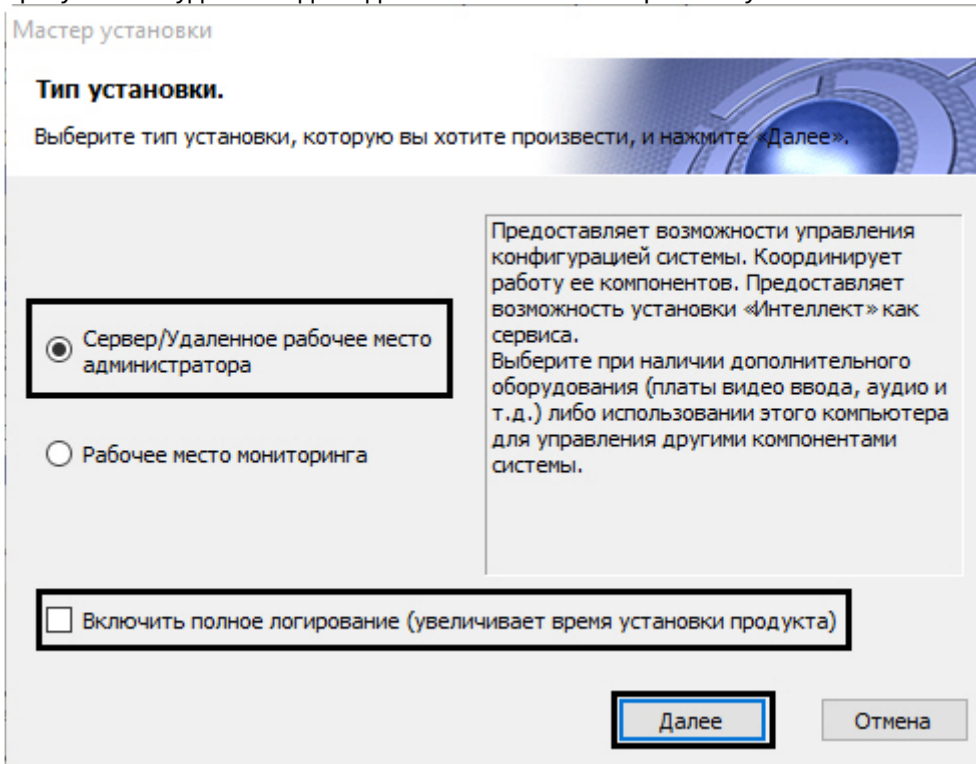 Мастер установки
Тип установки.
Выберите тип установки, которую вы хотите произвести, и нажмите «Далее».
Предоставляет возможности управления
конфигурацией системы. Координирует
работу ее компонентов. Предоставляет
возможность установки «Интеллект» как
сервиса.
Выберите при наличии дополнительного
оборудования (платы видео ввода, аудио и
т.д.) либо использовании этого компьютера
для управления другими компонентами
системы.
Сервер/Удаленное рабочее место
администратора
Рабочее место мониторинга
Включить полное логирование (увеличивает время установки продукта)
Далее
Отмена